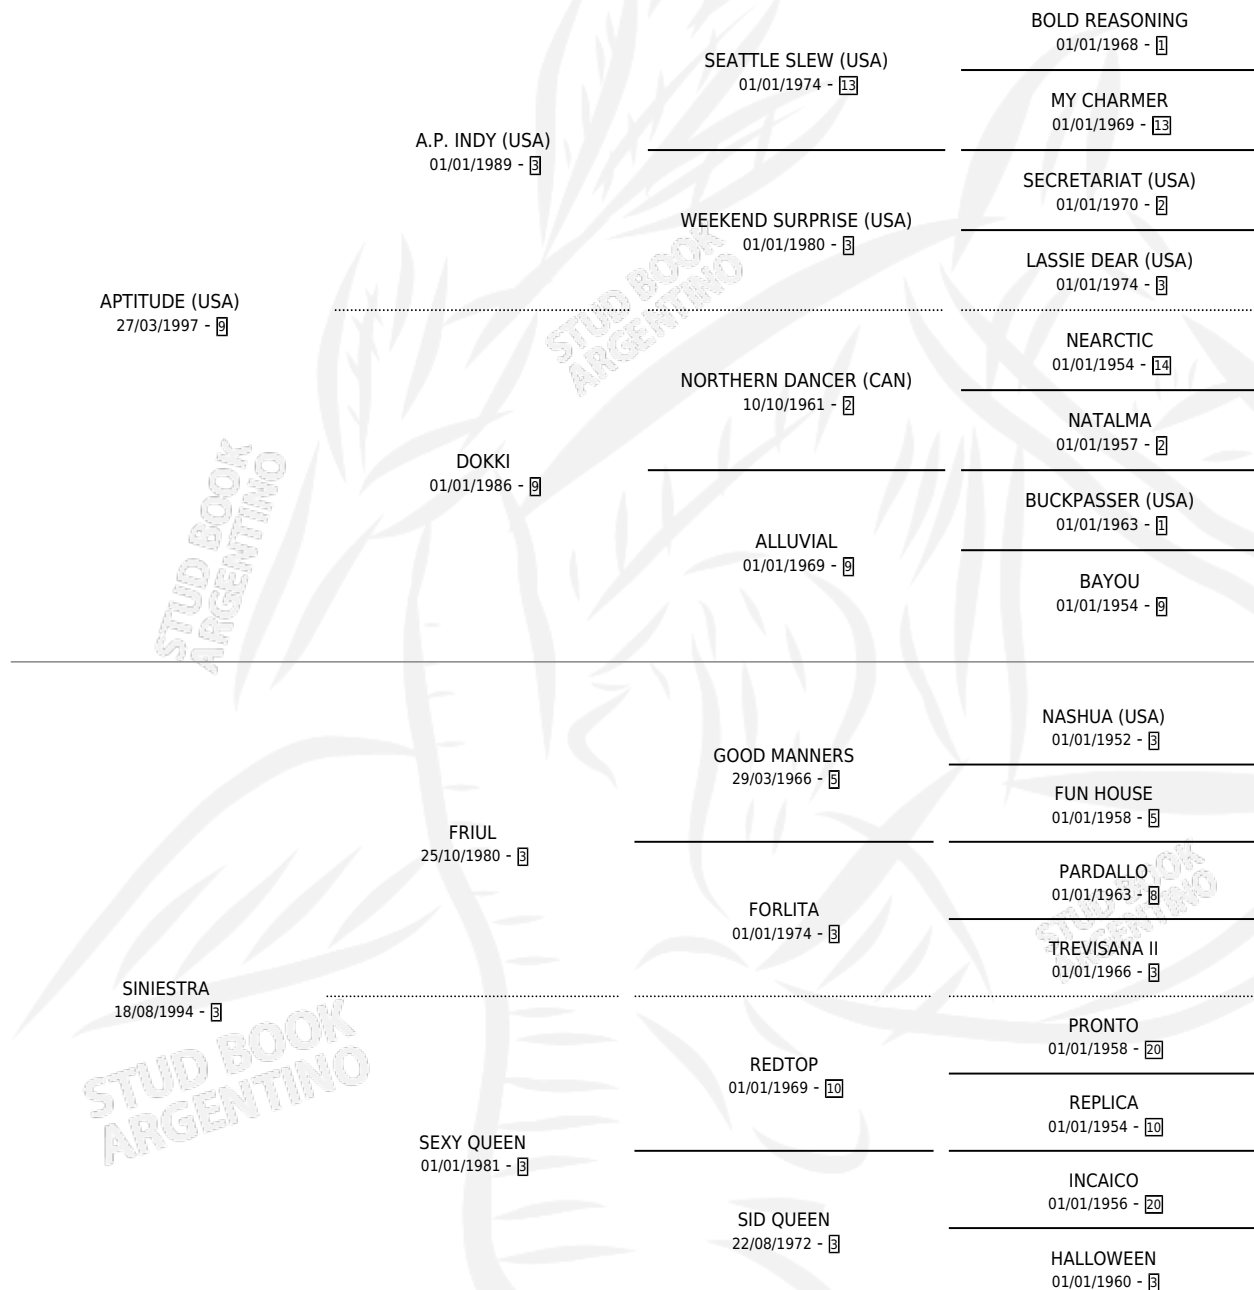 BOLD REASONING
01/01/1968 - 1
SEATTLE SLEW (USA)
01/01/1974 - 13
MY CHARMER
01/01/1969 - 13
A.P. INDY (USA)
01/01/1989 - 3
SECRETARIAT (USA)
01/01/1970 - 2
WEEKEND SURPRISE (USA)
01/01/1980 - 3
LASSIE DEAR (USA)
01/01/1974 - 3
APTITUDE (USA)
27/03/1997 - 9
NEARCTIC
01/01/1954 - 14
NORTHERN DANCER (CAN)
10/10/1961 - 2
NATALMA
01/01/1957 - 2
DOKKI
01/01/1986 - 9
BUCKPASSER (USA)
01/01/1963 - 1
ALLUVIAL
01/01/1969 - 9
BAYOU
01/01/1954 - 9
NASHUA (USA)
01/01/1952 - 3
GOOD MANNERS
29/03/1966 - 5
FUN HOUSE
01/01/1958 - 5
FRIUL
25/10/1980 - 3
PARDALLO
01/01/1963 - 8
FORLITA
01/01/1974 - 3
TREVISANA II
01/01/1966 - 3
SINIESTRA
18/08/1994 - 3
PRONTO
01/01/1958 - 20
REDTOP
01/01/1969 - 10
REPLICA
01/01/1954 - 10
SEXY QUEEN
01/01/1981 - 3
INCAICO
01/01/1956 - 20
SID QUEEN
22/08/1972 - 3
HALLOWEEN
01/01/1960 - 3
STUD BOOK
ARGENTINO
STUD BOOK
ARGENTINO
STUD BOOK
ARGENTINO
STUD BOOK
ARGENTINO